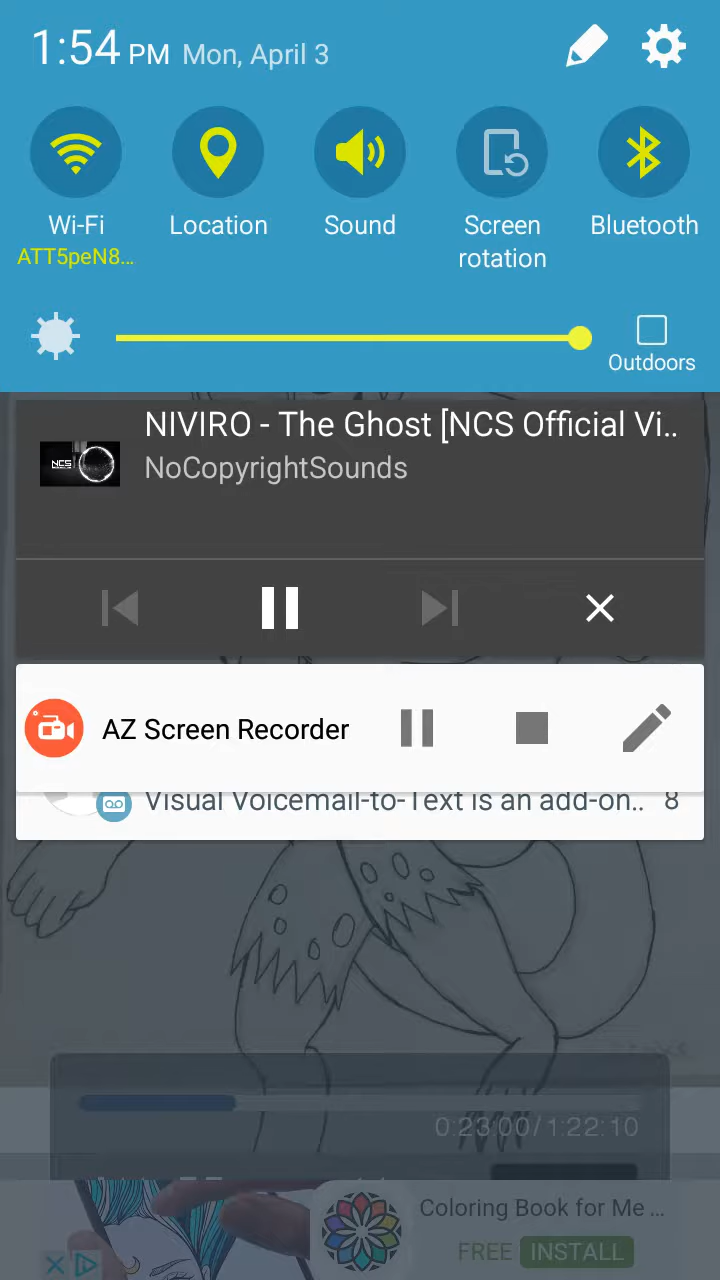 1:54 PM Mon, April 3
Wi-Fi
ATT5peN8...
Location
Sound
Screen
rotation
Bluetooth
Outdoors
NIVIRO - The Ghost [NCS Official Vi..
NoCopyrightSounds
NCS
AZ Screen Recorder
Visual Voicemail-to-Text is an add-on.. 8
0:23:00/1:22:10
Coloring Book for Me ...
FREE INSTALL